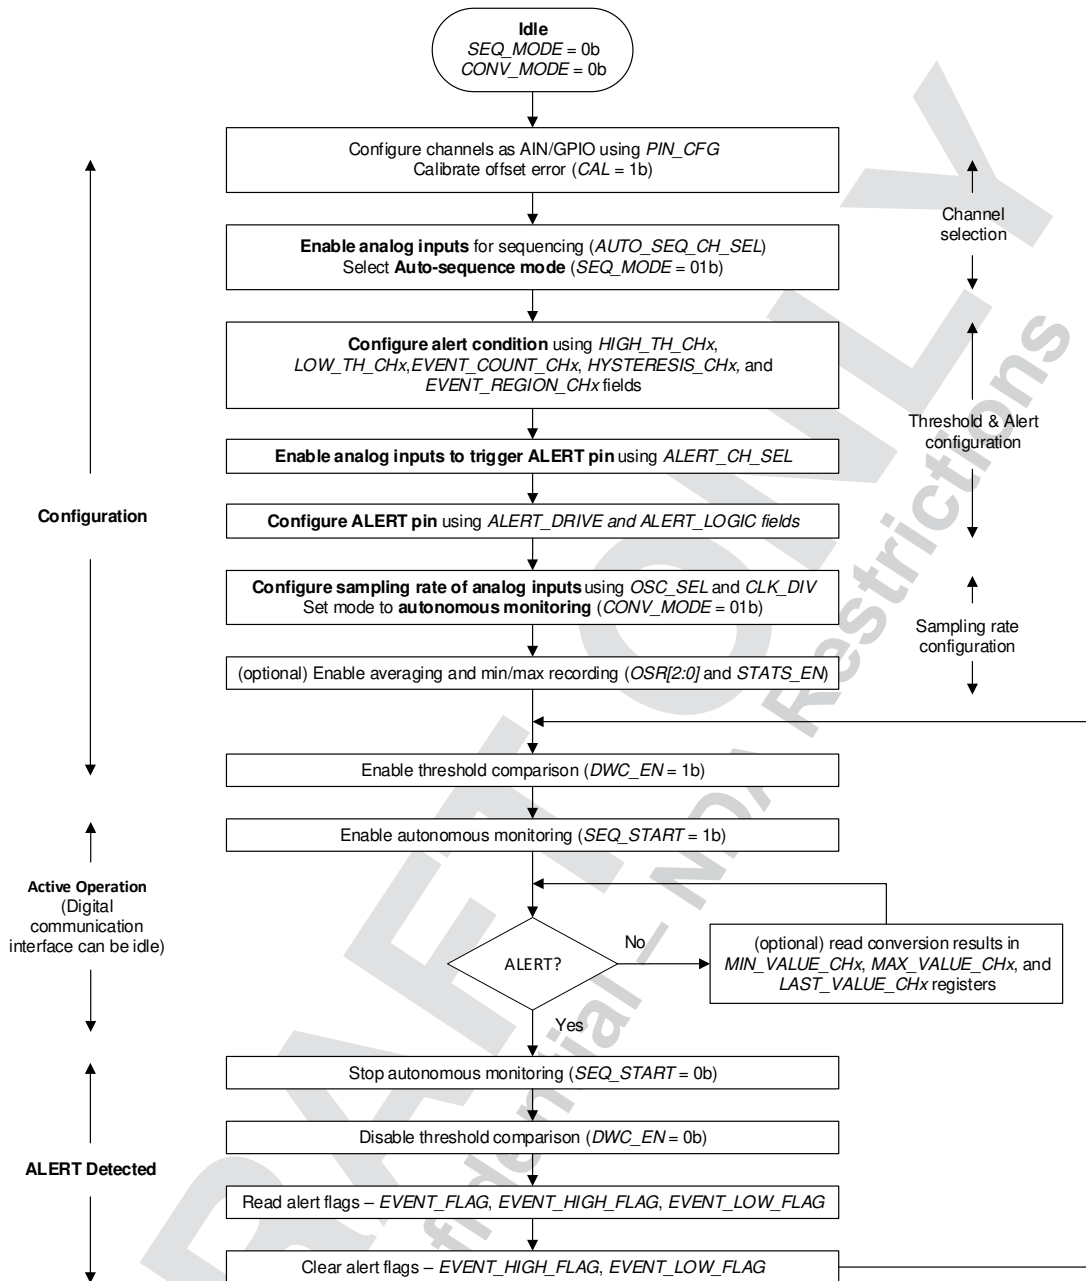 Idle
SEQ_MODE = 0b
CONV_MODE = 0b
Configure channels as AIN/GPIO using PIN_CFG
Calibrate offset error (CAL = 1b)
Channel
selection
Enable analog inputs for sequencing (AUTO_SEQ_CH_SEL)
Select Auto-sequence mode (SEQ_MODE = 01b)
Configure alert condition using HIGH_TH_CHx,
LOW_TH_CHx,EVENT_COUNT_CHx, HYSTERESIS_CHx, and
EVENT_REGION_CHx fields
Threshold & Alert
configuration
Enable analog inputs to trigger ALERT pin using ALERT_CH_SEL
Configuration
Configure ALERT pin using ALERT_DRIVE and ALERT_LOGIC fields
Configure sampling rate of analog inputs using OSC_SEL and CLK_DIV
Set mode to autonomous monitoring (CONV_MODE = 01b)
Sampling rate
configuration
(optional) Enable averaging and min/max recording (OSR[2:0] and STATS_EN)
Enable threshold comparison (DWC_EN = 1b)
Enable autonomous monitoring (SEQ_START = 1b)
Active Operation
(Digital
communication
interface can be idle)
ALERT?
No
(optional) read conversion results in
MIN_VALUE_CHx, MAX_VALUE_CHx, and
LAST_VALUE_CHx registers
Yes
Stop autonomous monitoring (SEQ_START = 0b)
Disable threshold comparison (DWC_EN = 0b)
ALERT Detected
Read alert flags – EVENT_FLAG, EVENT_HIGH_FLAG, EVENT_LOW_FLAG
Clear alert flags – EVENT_HIGH_FLAG, EVENT_LOW_FLAG
RAFT ONLY
fidential – NDA Restrictions